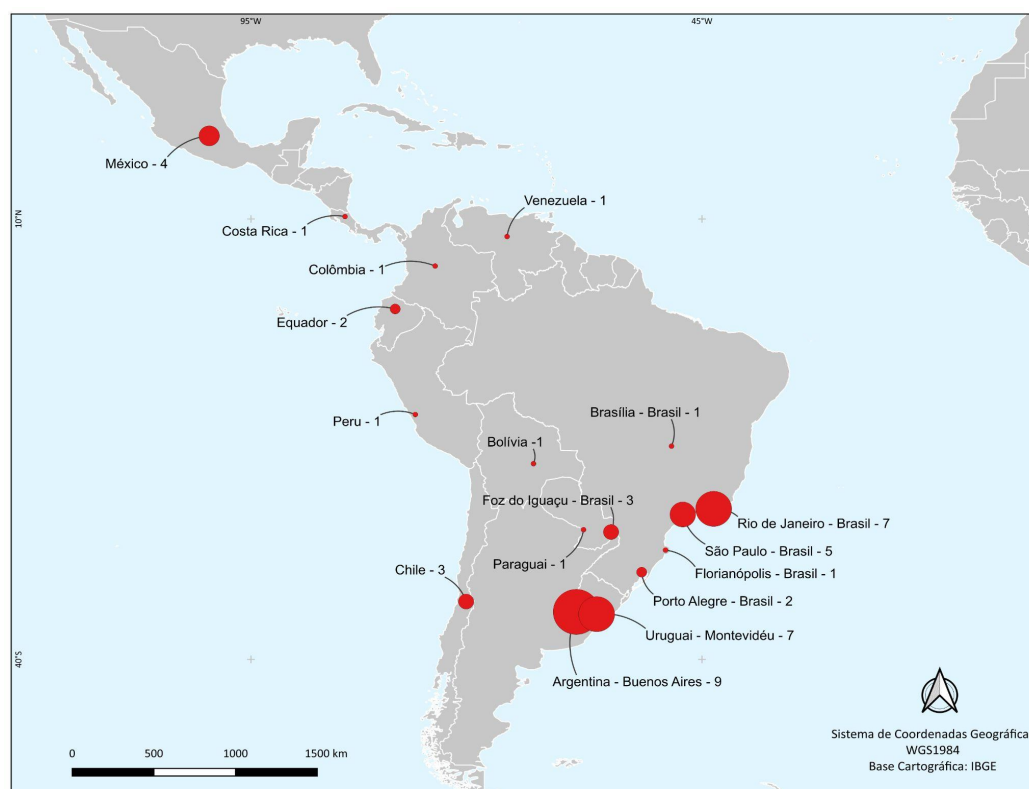 95°W
45°W
México - 4
10°N
Venezuela - 1
Costa Rica - 1
Colômbia - 1
Equador - 2
Brasília - Brasil - 1
Peru - 1
Bolívia -1
Foz do Iguaçu - Brasil - 3
Rio de Janeiro - Brasil - 7
São Paulo - Brasil - 5
Paraguai - 1
Chile - 3
Florianópolis - Brasil - 1
Porto Alegre - Brasil - 2
Uruguai - Montevidéu - 7
40°S
Argentina - Buenos Aires - 9
Sistema de Coordenadas Geográfica
WGS1984
Base Cartográfica: IBGE
0 500 1000 1500 km